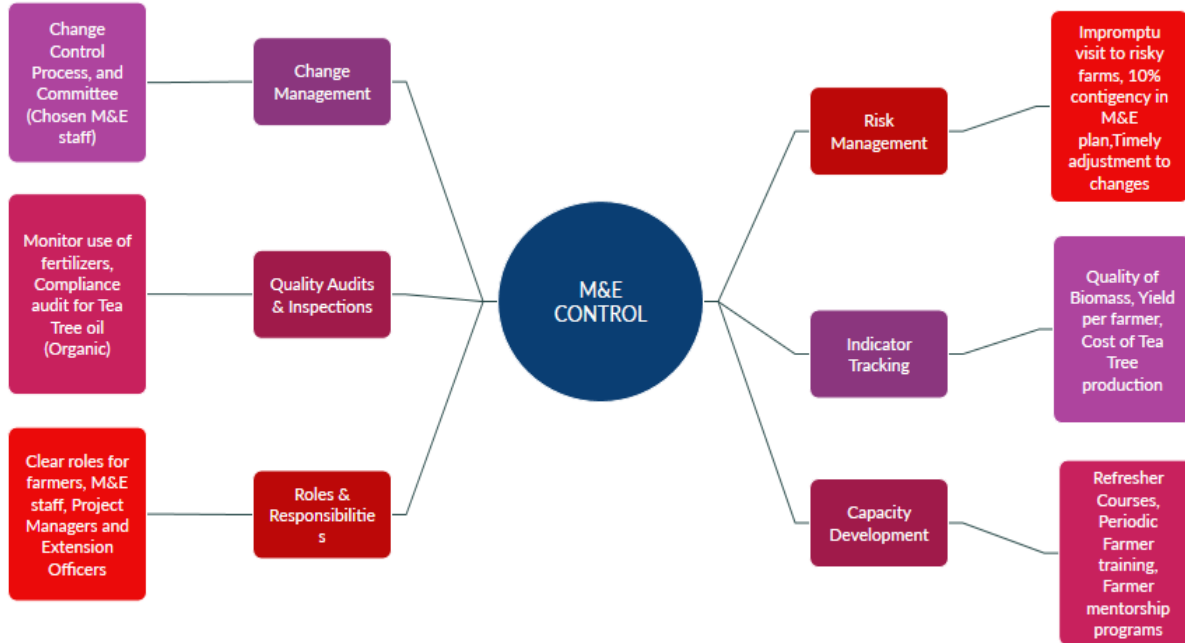 Change
Control
Process, and
Committee
(Chosen M&E
staff)
Change
Management
Monitor use of
fertilizers,
Compliance
audit for Tea
Tree oil
(Organic)
Quality Audits
& Inspections
Clear roles for
farmers, M&E
staff, Project
Managers and
Extension
Officers
Roles &
Responsibilitie
s
M&E
CONTROL
Risk
Management
Impromptu
visit to risky
farms, 10%
contigency in
M&E
plan,Timely
adjustment to
changes
Indicator
Tracking
Quality of
Biomass, Yield
per farmer,
Cost of Tea
Tree
production
Capacity
Development
Refresher
Courses,
Periodic
Farmer
training,
Farmer
mentorship
programs